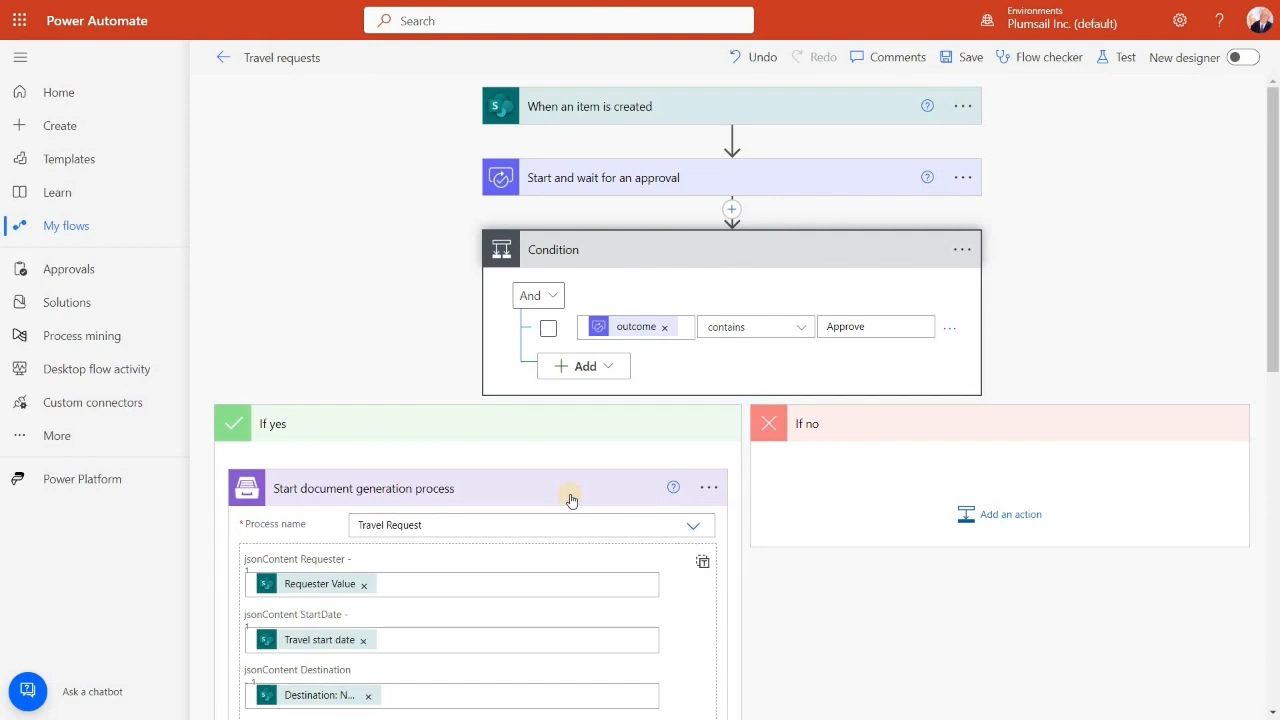 Power Automate
Search
Environments
Plumsail Inc. (default)
?
Travel requests
Undo
Redo
Comments
Save
Flow checker
Test
New designer
Home
Create
Templates
Learn
My flows
Approvals
Solutions
Process mining
Desktop flow activity
Custom connectors
More
Power Platform
Ask a chatbot
When an item is created
Start and wait for an approval
Condition
And
outcome
contains
Approve
Add
If yes
If no
Start document generation process
Add an action
* Process name
Travel Request
jsonContent Requester -
1
Requester Value
jsonContent StartDate -
1
Travel start date
jsonContent Destination
- 1
Destination: N...